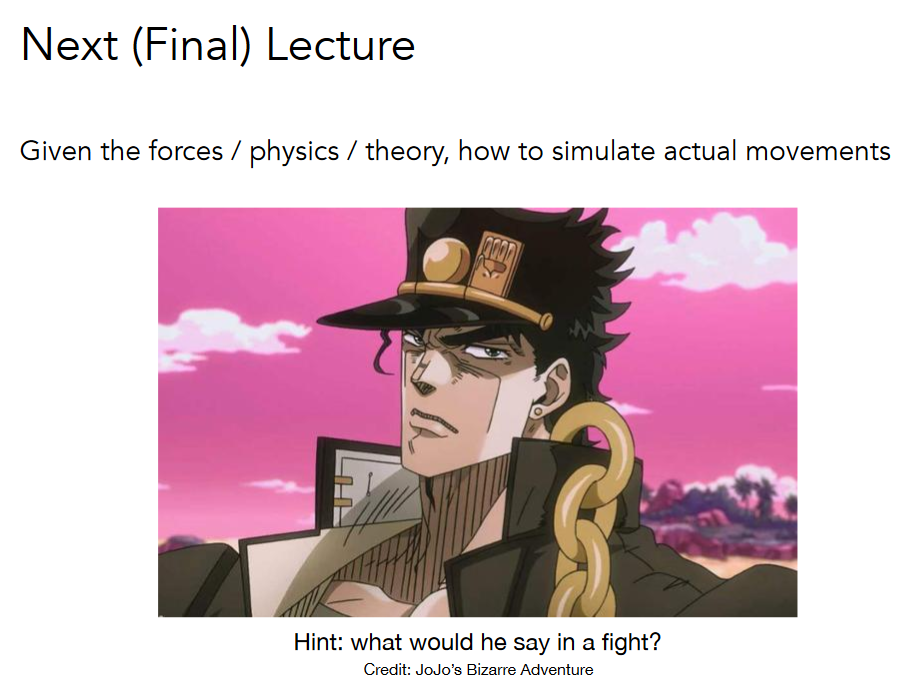 Next (Final) Lecture
Given the forces / physics / theory, how to simulate actual movements
Hint: what would he say in a fight?
Credit: JoJo's Bizarre Adventure